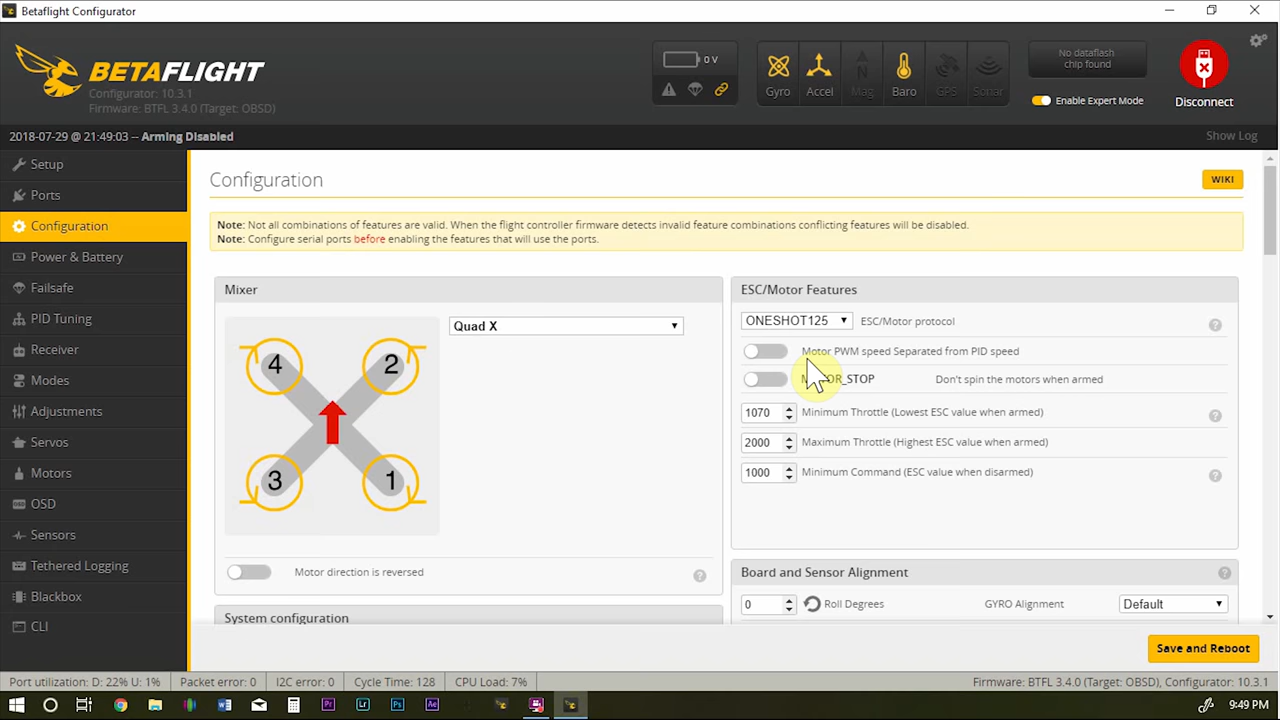 Betaflight Configurator
BETAFLIGHT
Configurator: 10.3.1
Firmware: BTFL 3.4.0 (Target: OBSD)
0 V
Gyro
Accel
Mag
Baro
GPS
Sonar
No dataflash
chip found
Enable Expert Mode
Disconnect
2018-07-29 @ 21:49:03 -- Arming Disabled
Show Log
Setup
Ports
Configuration
Power & Battery
Failsafe
PID Tuning
Receiver
Modes
Adjustments
Servos
Motors
OSD
Sensors
Tethered Logging
Blackbox
CLI
Configuration
WIKI
Note: Not all combinations of features are valid. When the flight controller firmware detects invalid feature combinations conflicting features will be disabled.
Note: Configure serial ports before enabling the features that will use the ports.
Mixer
Quad X
4
2
3
1
Motor direction is reversed
System configuration
ESC/Motor Features
ONESHOT125 ESC/Motor protocol
Motor PWM speed Separated from PID speed
MOTOR_STOP Don't spin the motors when armed
1070 Minimum Throttle (Lowest ESC value when armed)
2000 Maximum Throttle (Highest ESC value when armed)
1000 Minimum Command (ESC value when disarmed)
Board and Sensor Alignment
0 Roll Degrees GYRO Alignment Default
Save and Reboot
Port utilization: D: 22% U: 1% Packet error: 0 I2C error: 0 Cycle Time: 128 CPU Load: 7% Firmware: BTFL 3.4.0 (Target: OBSD), Configurator: 10.3.1
Pr
Lr
Ps
Ae
9:49 PM